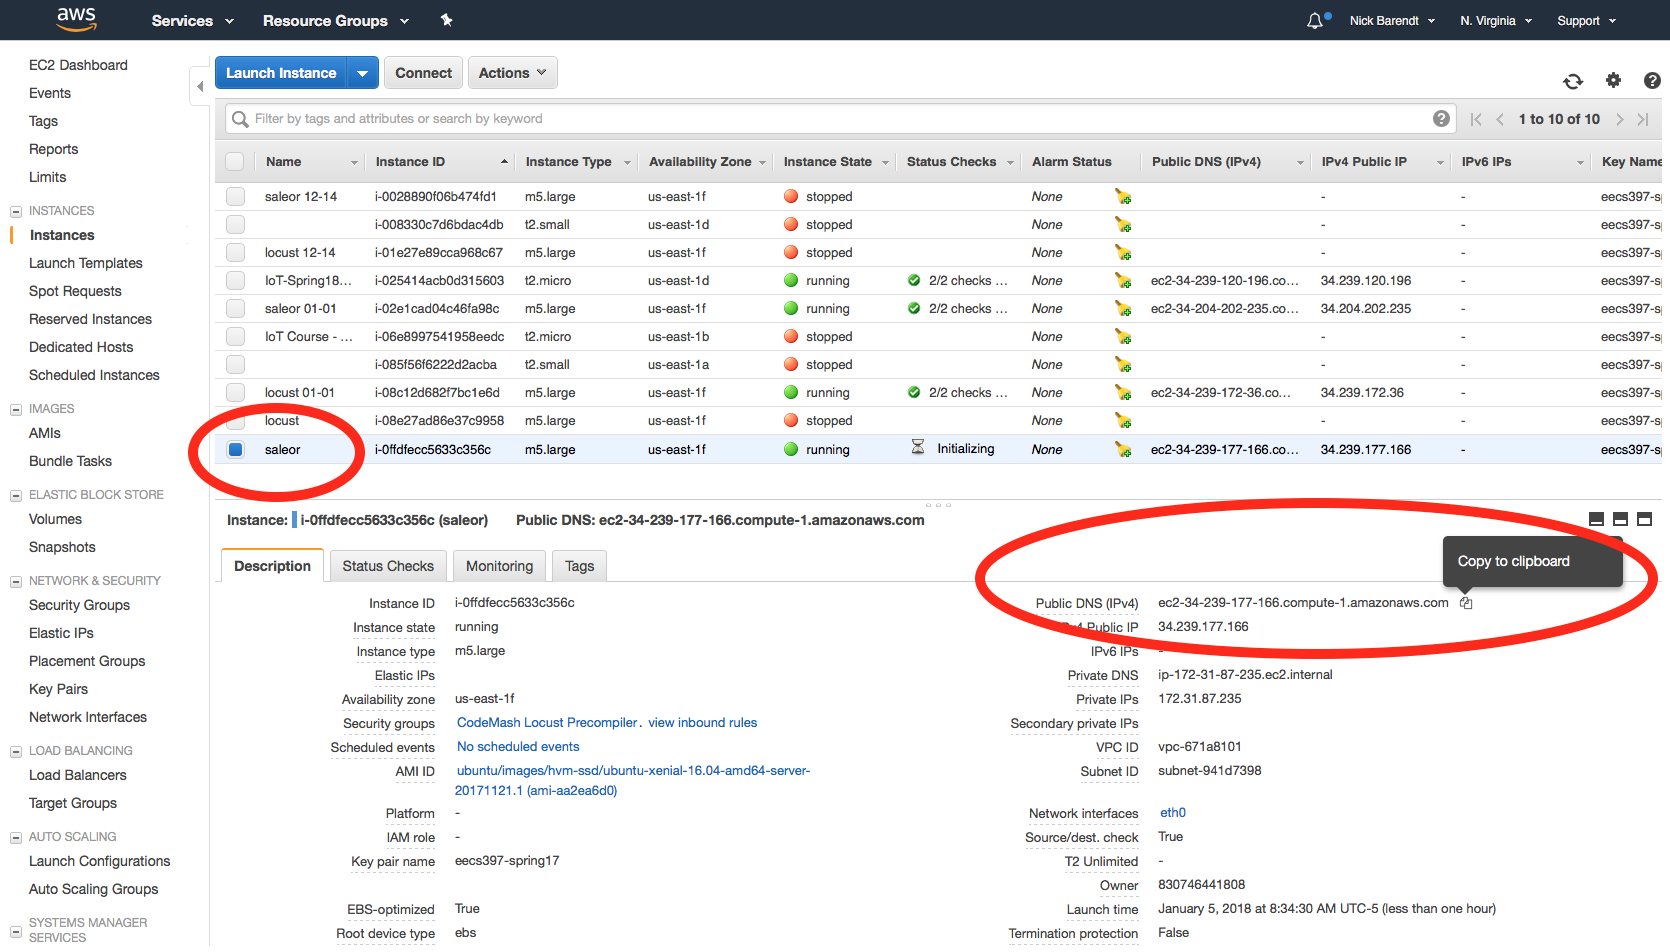 aws Services Resource Groups Nick Barendt N. Virginia Support
EC2 Dashboard
Events
Tags
Reports
Limits
INSTANCES
Instances
Launch Templates
Spot Requests
Reserved Instances
Dedicated Hosts
Scheduled Instances
IMAGES
AMIs
Bundle Tasks
ELASTIC BLOCK STORE
Volumes
Snapshots
NETWORK & SECURITY
Security Groups
Elastic IPs
Placement Groups
Key Pairs
Network Interfaces
LOAD BALANCING
Load Balancers
Target Groups
AUTO SCALING
Launch Configurations
Auto Scaling Groups
SYSTEMS MANAGER
SERVICES
Launch Instance Connect Actions
Filter by tags and attributes or search by keyword 1 to 10 of 10
Name Instance ID Instance Type Availability Zone Instance State Status Checks Alarm Status Public DNS (IPv4) IPv4 Public IP IPv6 IPs Key Name
saleor 12-14 i-0028890f06b474fd1 m5.large us-east-1f stopped None - - eecs397-sp
i-008330c7d6bdac4db t2.small us-east-1d stopped None - - eecs397-sp
locust 12-14 i-01e27e89cca968c67 m5.large us-east-1f stopped None - - eecs397-sp
IoT-Spring18... i-025414acb0d315603 t2.micro us-east-1d running 2/2 checks ... None ec2-34-239-120-196.co... 34.239.120.196 - eecs397-sp
saleor 01-01 i-02e1cad04c46fa98c m5.large us-east-1f running 2/2 checks ... None ec2-34-204-202-235.co... 34.204.202.235 - eecs397-sp
IoT Course - ... i-06e8997541958eedc t2.micro us-east-1b stopped None - - eecs397-sp
i-085f56f6222d2acba t2.small us-east-1a stopped None - - eecs397-sp
locust 01-01 i-08c12d682f7bc1e6d m5.large us-east-1f running 2/2 checks ... None ec2-34-239-172-36.co... 34.239.172.36 - eecs397-sp
locust i-08e27ad86e37c9958 m5.large us-east-1f stopped None - - eecs397-sp
saleor i-0ffdfecc5633c356c m5.large us-east-1f running Initializing None ec2-34-239-177-166.co... 34.239.177.166 - eecs397-sp
Instance: i-0ffdfecc5633c356c (saleor) Public DNS: ec2-34-239-177-166.compute-1.amazonaws.com
Description Status Checks Monitoring Tags
Copy to clipboard
Instance ID i-0ffdfecc5633c356c
Instance state running
Instance type m5.large
Elastic IPs
Availability zone us-east-1f
Security groups CodeMash Locust Precompiler. view inbound rules
Scheduled events No scheduled events
AMI ID ubuntu/images/hvm-ssd/ubuntu-xenial-16.04-amd64-server-
20171121.1 (ami-aa2ea6d0)
Platform -
IAM role -
Key pair name eecs397-spring17
EBS-optimized True
Root device type ebs
Public DNS (IPv4) ec2-34-239-177-166.compute-1.amazonaws.com
IPv4 Public IP 34.239.177.166
IPv6 IPs -
Private DNS ip-172-31-87-235.ec2.internal
Private IPs 172.31.87.235
Secondary private IPs
VPC ID vpc-671a8101
Subnet ID subnet-941d7398
Network interfaces eth0
Source/dest. check True
T2 Unlimited -
Owner 830746441808
Launch time January 5, 2018 at 8:34:30 AM UTC-5 (less than one hour)
Termination protection False